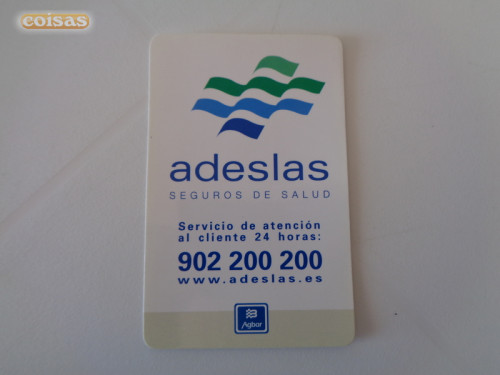 coisas
adeslas
SEGUROS DE SALUD
Servicio de atención
al cliente 24 horas:
902 200 200
www.adeslas.es
Agbar